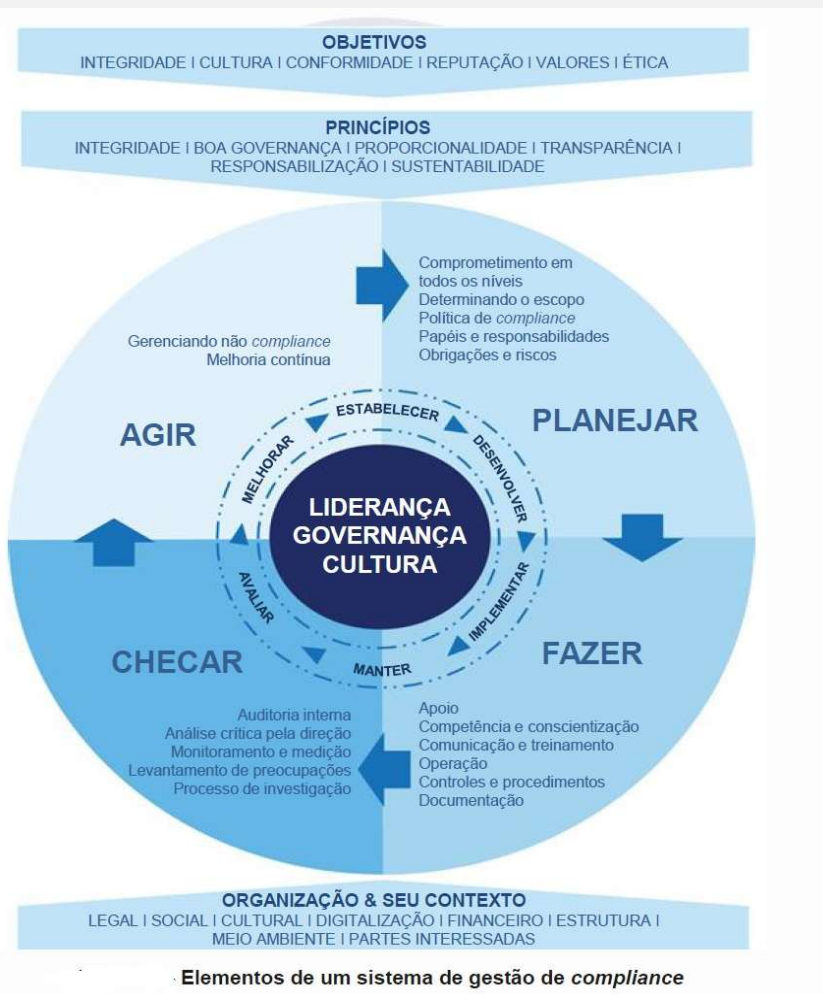 OBJETIVOS
INTEGRIDADE I CULTURA I CONFORMIDADE I REPUTAÇÃO I VALORES I ÉTICA
PRINCÍPIOS
INTEGRIDADE I BOA GOVERNANÇA I PROPORCIONALIDADE I TRANSPARÊNCIA I
RESPONSABILIZAÇÃO I SUSTENTABILIDADE
Comprometimento em
todos os níveis
Determinando o escopo
Política de compliance
Papéis e responsabilidades
Obrigações e riscos
Gerenciando não compliance
Melhoria contínua
AGIR
PLANEJAR
ESTABELECER
DESENVOLVER
IMPLEMENTAR
MANTER
AVALIAR
MELHORAR
LIDERANÇA
GOVERNANÇA
CULTURA
CHECAR
FAZER
Auditoria interna
Análise crítica pela direção
Monitoramento e medição
Levantamento de preocupações
Processo de investigação
Apoio
Competência e conscientização
Comunicação e treinamento
Operação
Controles e procedimentos
Documentação
ORGANIZAÇÃO & SEU CONTEXTO
LEGAL I SOCIAL I CULTURAL I DIGITALIZAÇÃO I FINANCEIRO I ESTRUTURA I
MEIO AMBIENTE I PARTES INTERESSADAS
Elementos de um sistema de gestão de compliance